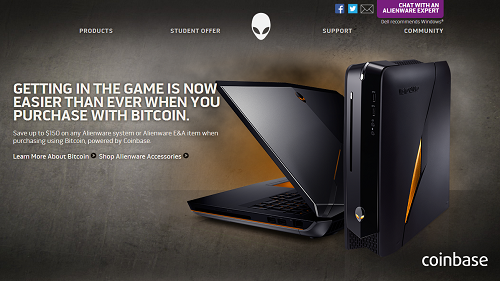 CHAT WITH AN
ALIENWARE EXPERT
Dell recommends Windows®
PRODUCTS
STUDENT OFFER
SUPPORT
COMMUNITY
GETTING IN THE GAME IS NOW
EASIER THAN EVER WHEN YOU
PURCHASE WITH BITCOIN.
Save up to $150 on any Alienware system or Alienware E&A item when
purchasing using Bitcoin, powered by Coinbase.
Learn More About Bitcoin
Shop Alienware Accessories
coinbase